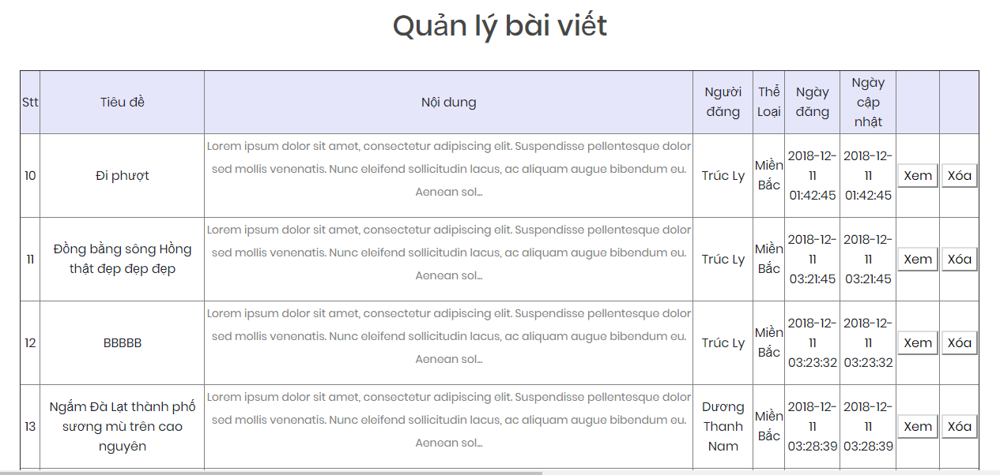 Quản lý bài viết
Stt Tiêu đề Nội dung Người đăng Thể Loại Ngày đăng Ngày cập nhật
10 Đi phượt Lorem ipsum dolor sit amet, consectetur adipiscing elit. Suspendisse pellentesque dolor sed mollis venenatis. Nunc eleifend sollicitudin lacus, ac aliquam augue bibendum eu. Aenean sol... Trúc Ly Miền Bắc 2018-12-11 01:42:45 2018-12-11 01:42:45 Xem Xóa
11 Đồng bằng sông Hồng thật đẹp đẹp đẹp Lorem ipsum dolor sit amet, consectetur adipiscing elit. Suspendisse pellentesque dolor sed mollis venenatis. Nunc eleifend sollicitudin lacus, ac aliquam augue bibendum eu. Aenean sol... Trúc Ly Miền Bắc 2018-12-11 03:21:45 2018-12-11 03:21:45 Xem Xóa
12 BBBBB Lorem ipsum dolor sit amet, consectetur adipiscing elit. Suspendisse pellentesque dolor sed mollis venenatis. Nunc eleifend sollicitudin lacus, ac aliquam augue bibendum eu. Aenean sol... Trúc Ly Miền Bắc 2018-12-11 03:23:32 2018-12-11 03:23:32 Xem Xóa
13 Ngắm Đà Lạt thành phố sương mù trên cao nguyên Lorem ipsum dolor sit amet, consectetur adipiscing elit. Suspendisse pellentesque dolor sed mollis venenatis. Nunc eleifend sollicitudin lacus, ac aliquam augue bibendum eu. Aenean sol... Dương Thanh Nam Miền Bắc 2018-12-11 03:28:39 2018-12-11 03:28:39 Xem Xóa